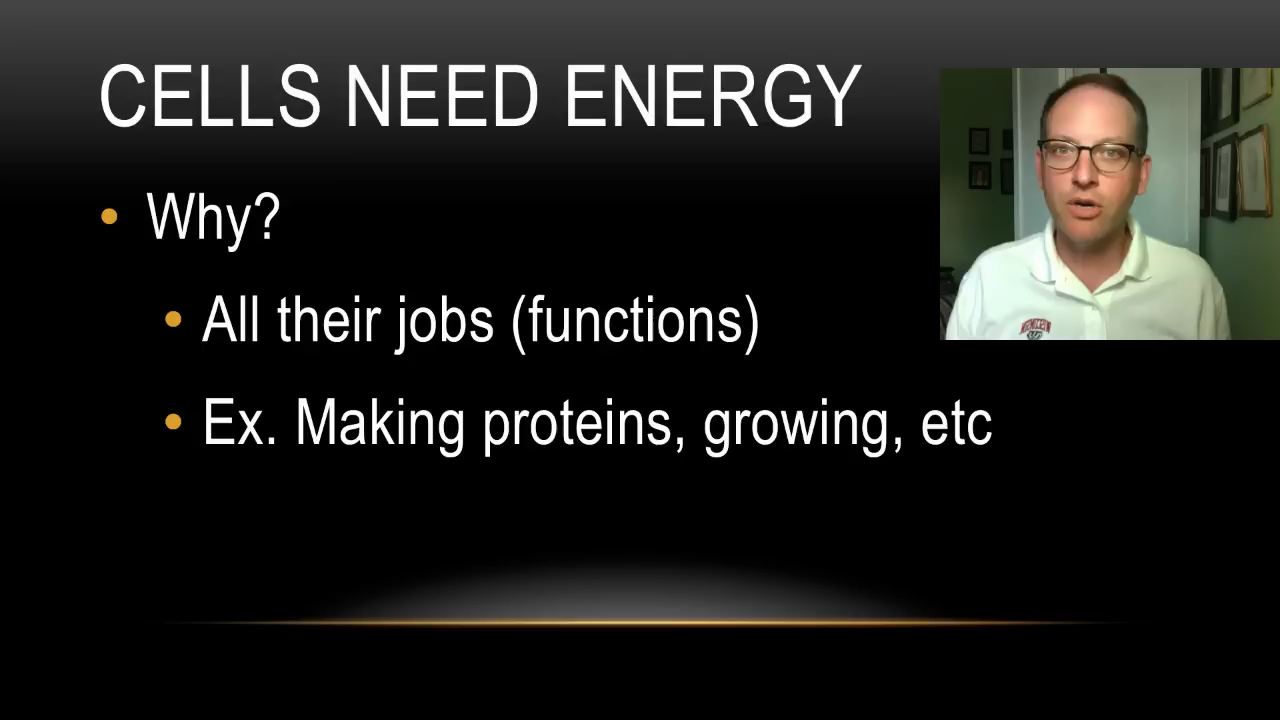 CELLS NEED ENERGY
Why?
All their jobs (functions)
Ex. Making proteins, growing, etc